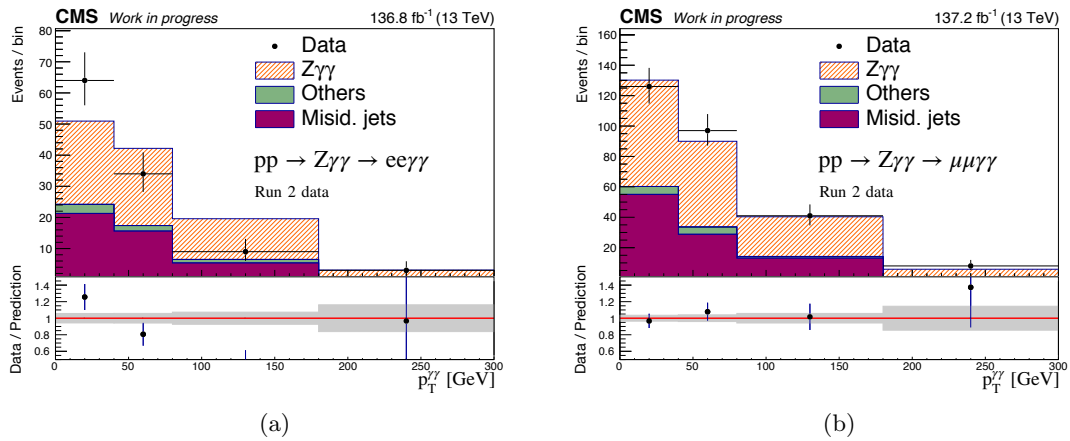 CMS Work in progress 136.8 fb⁻¹ (13 TeV)
Events / bin
80
70
60
50
40
30
20
10
Data
Zγγ
Others
Misid. jets
pp → Zγγ → eeγγ
Run 2 data
Data / Prediction
1.4
1.2
1
0.8
0.6
0 50 100 150 200 250 300
p_T^γγ [GeV]
(a)
CMS Work in progress 137.2 fb⁻¹ (13 TeV)
Events / bin
160
140
120
100
80
60
40
20
Data
Zγγ
Others
Misid. jets
pp → Zγγ → μμγγ
Run 2 data
Data / Prediction
1.4
1.2
1
0.8
0.6
0 50 100 150 200 250 300
p_T^γγ [GeV]
(b)